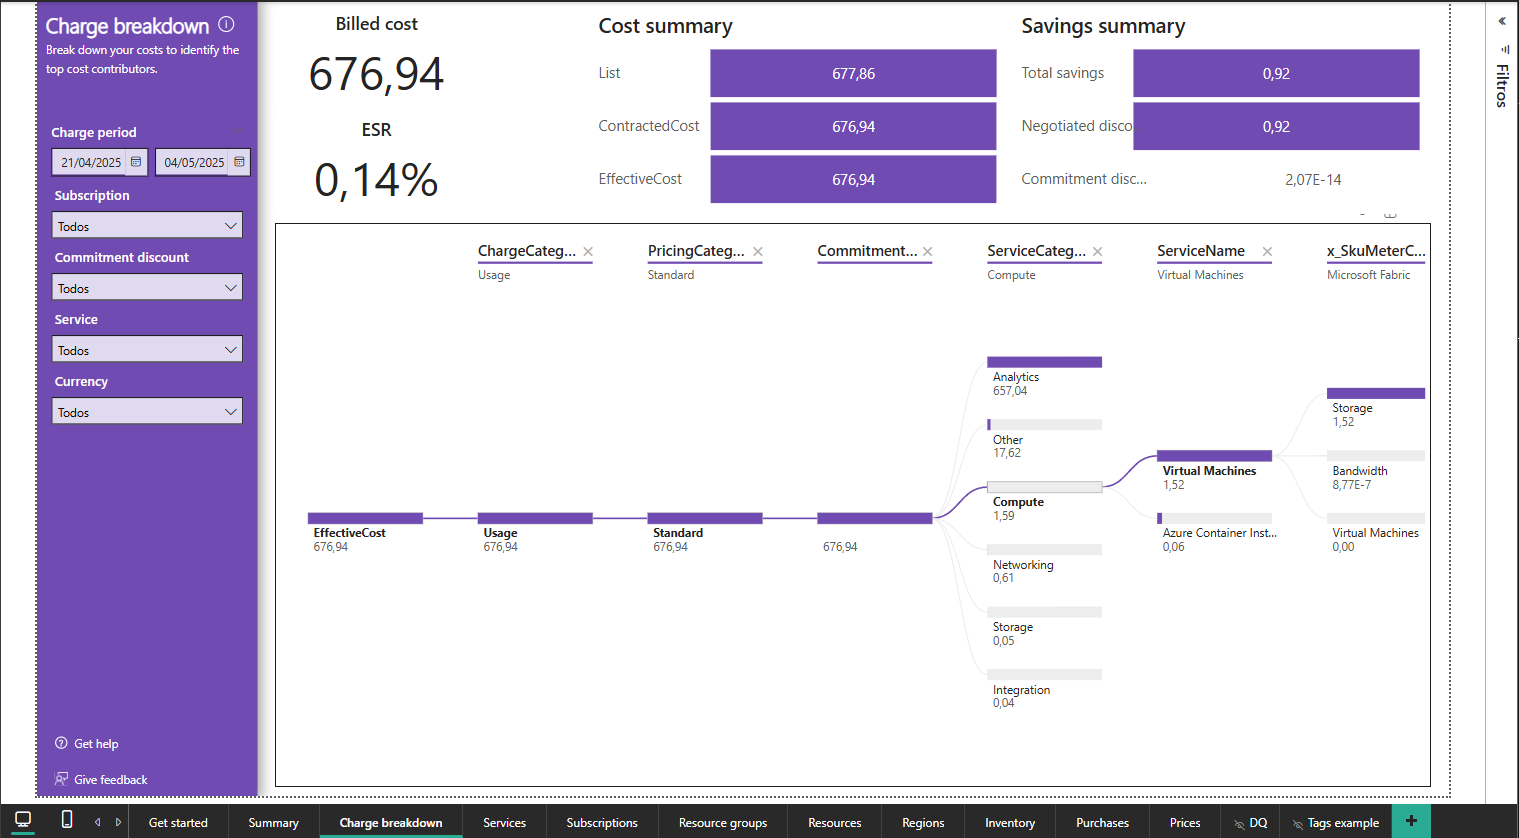 Charge breakdown
Break down your costs to identify the
top cost contributors.
Charge period
21/04/2025
04/05/2025
Subscription
Todos
Commitment discount
Todos
Service
Todos
Currency
Todos
Get help
Give feedback
Billed cost
676,94
ESR
0,14%
Cost summary
List
677,86
ContractedCost
676,94
EffectiveCost
676,94
Savings summary
Total savings
0,92
Negotiated disco
0,92
Commitment disc...
2,07E-14
Filtros
ChargeCateg...
Usage
PricingCateg...
Standard
Commitment...
ServiceCateg...
Compute
ServiceName
Virtual Machines
x_SkuMeterC...
Microsoft Fabric
EffectiveCost
676,94
Usage
676,94
Standard
676,94
676,94
Analytics
657,04
Other
17,62
Compute
1,59
Networking
0,61
Storage
0,05
Integration
0,04
Virtual Machines
1,52
Azure Container Inst...
0,06
Storage
1,52
Bandwidth
8,77E-7
Virtual Machines
0,00
Get started
Summary
Charge breakdown
Services
Subscriptions
Resource groups
Resources
Regions
Inventory
Purchases
Prices
DQ
Tags example
+